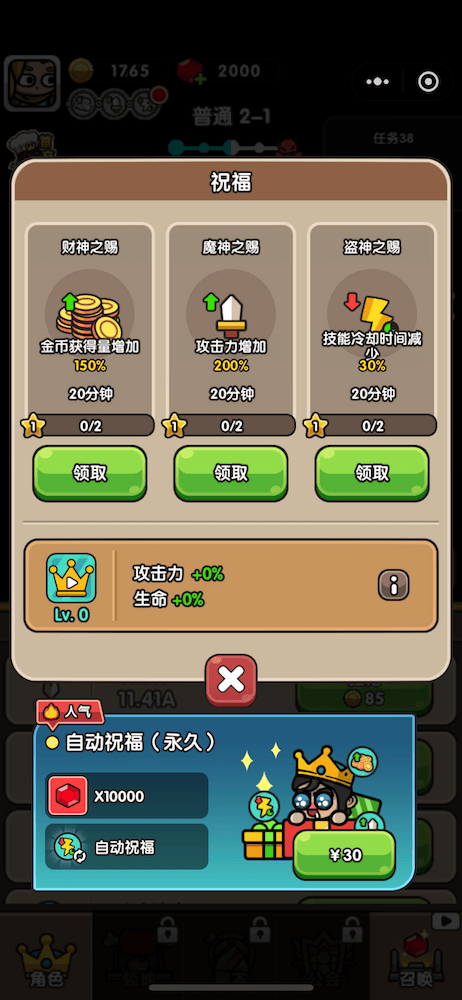 1765
2000
普通 2-1
任务38
祝福
财神之赐
魔神之赐
盗神之赐
金币获得量增加
150%
攻击力增加
200%
技能冷却时间减少
30%
20分钟
20分钟
20分钟
1
0/2
1
0/2
1
0/2
领取
领取
领取
Lv. 0
攻击力 +0%
生命 +0%
i
11.41A
85
人气
自动祝福（永久）
X10000
自动祝福
¥30
角色
召唤